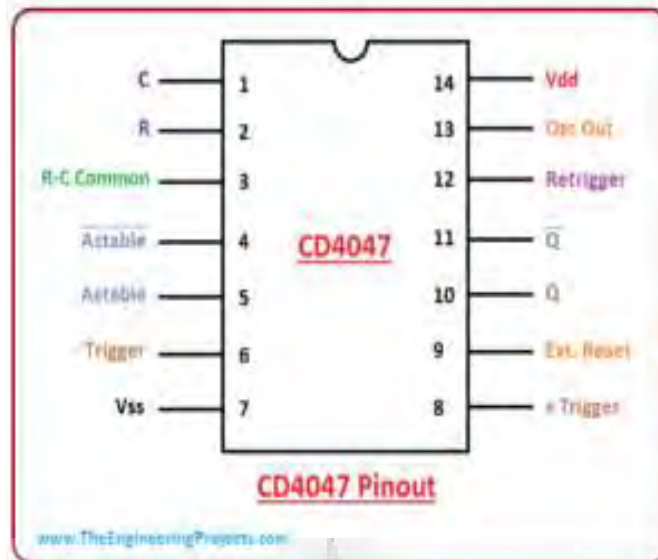 C 1 14 Vdd
R 2 13 Osc Out
R-C Common 3 12 Retrigger
A̅s̅t̅a̅b̅l̅e̅ 4 CD4047 11 Q̅
Astable 5 10 Q
Trigger 6 9 Ext. Reset
Vss 7 8 + Trigger
CD4047 Pinout
www.TheEngineeringProjects.com